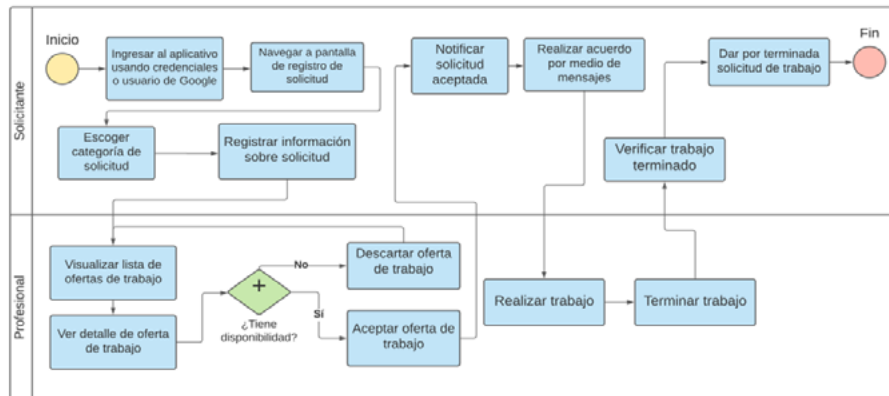 Solicitante
Inicio
Ingresar al aplicativo
usando credenciales
o usuario de Google
Navegar a pantalla
de registro de
solicitud
Notificar
solicitud
aceptada
Realizar acuerdo
por medio de
mensajes
Dar por terminada
solicitud de trabajo
Fin
Escoger
categoría de
solicitud
Registrar información
sobre solicitud
Verificar trabajo
terminado
Profesional
Visualizar lista de
ofertas de trabajo
Ver detalle de oferta
de trabajo
¿Tiene
disponibilidad?
No
Sí
Descartar oferta
de trabajo
Aceptar oferta de
trabajo
Realizar trabajo
Terminar trabajo